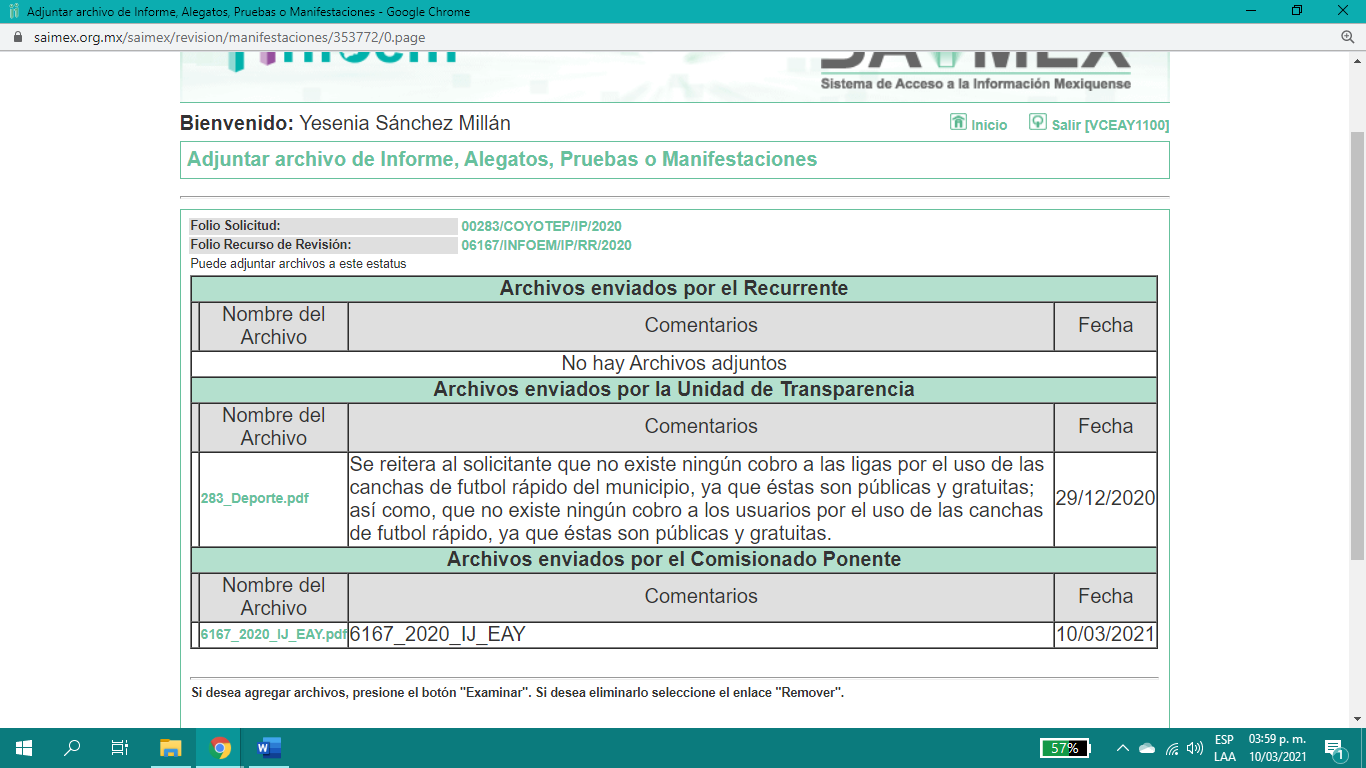 Adjuntar archivo de Informe, Alegatos, Pruebas o Manifestaciones - Google Chrome
saimex.org.mx/saimex/revision/manifestaciones/353772/0.page
Sistema de Acceso a la Información Mexiquense
Bienvenido: Yesenia Sánchez Millán
Inicio Salir [VCEAY1100]
Adjuntar archivo de Informe, Alegatos, Pruebas o Manifestaciones
Folio Solicitud: 00283/COYOTEP/IP/2020
Folio Recurso de Revisión: 06167/INFOEM/IP/RR/2020
Puede adjuntar archivos a este estatus
Archivos enviados por el Recurrente
Nombre del
Archivo
Comentarios
Fecha
No hay Archivos adjuntos
Archivos enviados por la Unidad de Transparencia
Nombre del
Archivo
Comentarios
Fecha
283_Deporte.pdf
Se reitera al solicitante que no existe ningún cobro a las ligas por el uso de las
canchas de futbol rápido del municipio, ya que éstas son públicas y gratuitas;
así como, que no existe ningún cobro a los usuarios por el uso de las canchas
de futbol rápido, ya que éstas son públicas y gratuitas.
29/12/2020
Archivos enviados por el Comisionado Ponente
Nombre del
Archivo
Comentarios
Fecha
6167_2020_IJ_EAY.pdf
6167_2020_IJ_EAY
10/03/2021
Si desea agregar archivos, presione el botón "Examinar". Si desea eliminarlo seleccione el enlace "Remover".
57%
ESP
LAA
03:59 p. m.
10/03/2021
1